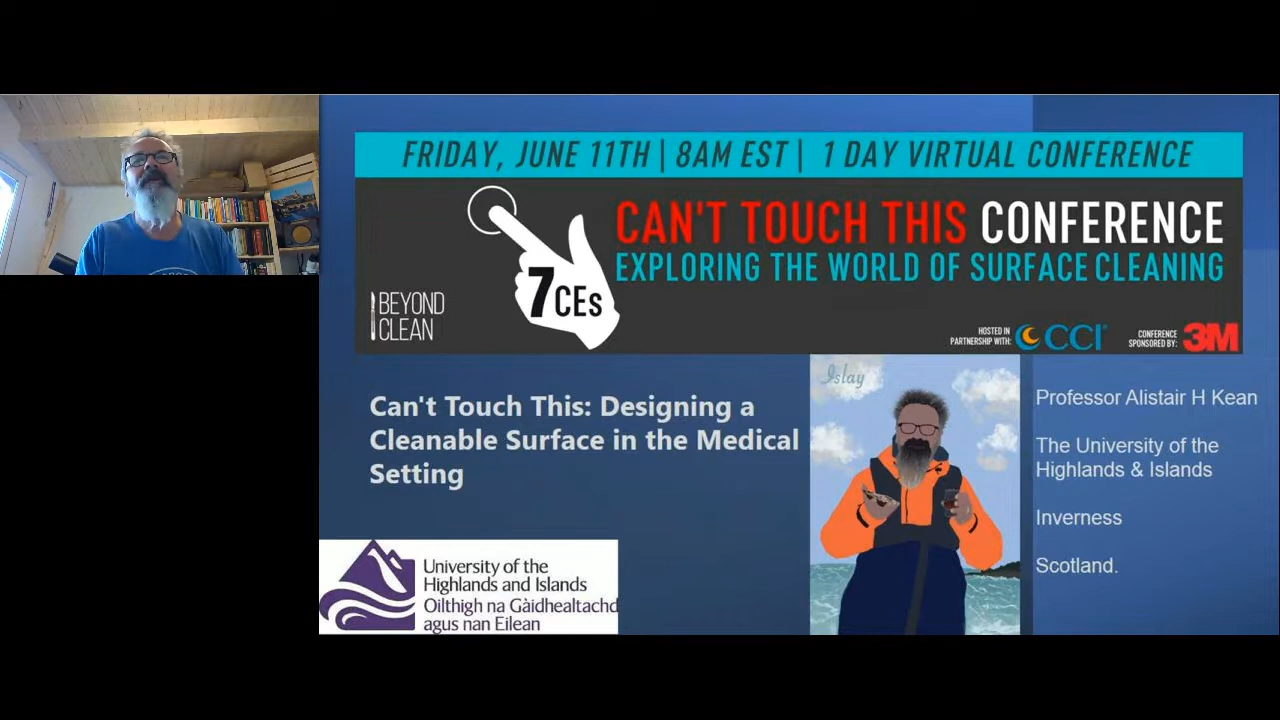 FRIDAY, JUNE 11TH | 8AM EST | 1 DAY VIRTUAL CONFERENCE
CAN'T TOUCH THIS CONFERENCE
EXPLORING THE WORLD OF SURFACE CLEANING
7CEs
BEYOND
CLEAN
HOSTED IN
PARTNERSHIP WITH:
CCI
CONFERENCE
SPONSORED BY:
3M
Can't Touch This: Designing a
Cleanable Surface in the Medical
Setting
Islay
Professor Alistair H Kean
The University of the
Highlands & Islands
Inverness
Scotland.
University of the
Highlands and Islands
Oilthigh na Gàidhealtachd
agus nan Eilean